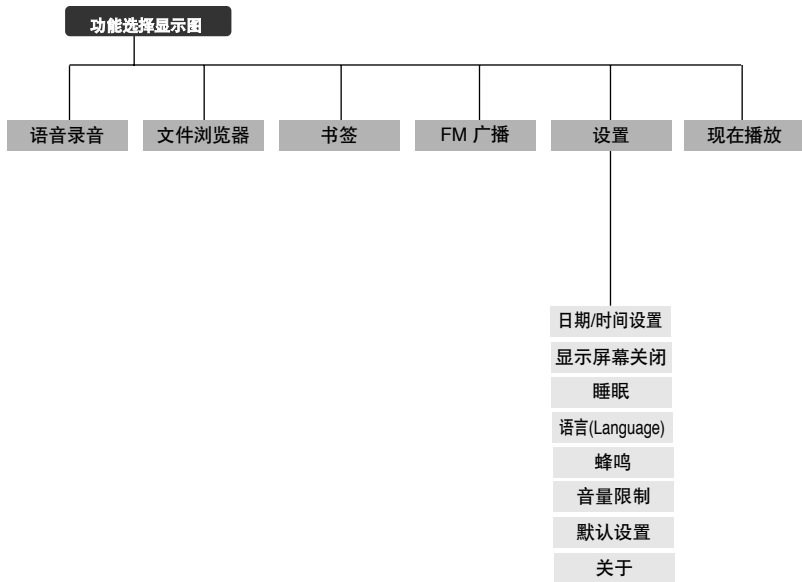 功能选择显示图
语音录音
文件浏览器
书签
FM 广播
设置
现在播放
日期/时间设置
显示屏幕关闭
睡眠
语言(Language)
蜂鸣
音量限制
默认设置
关于